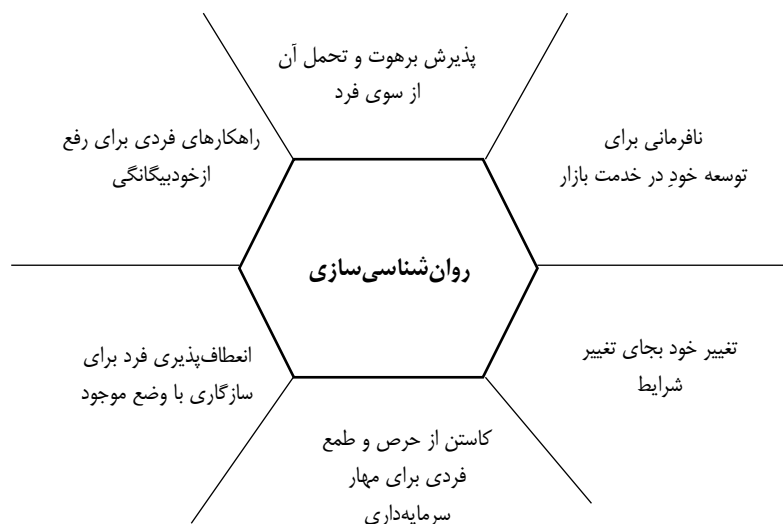 پذیرش برهوت و تحمل آن
از سوی فرد
نافرمانی برای
توسعه خودِ در خدمت بازار
راهکارهای فردی برای رفع
ازخودبیگانگی
روان‌شناسی‌سازی
تغییر خود بجای تغییر
شرایط
انعطاف‌پذیری فرد برای
سازگاری با وضع موجود
کاستن از حرص و طمع
فردی برای مهار
سرمایه‌داری